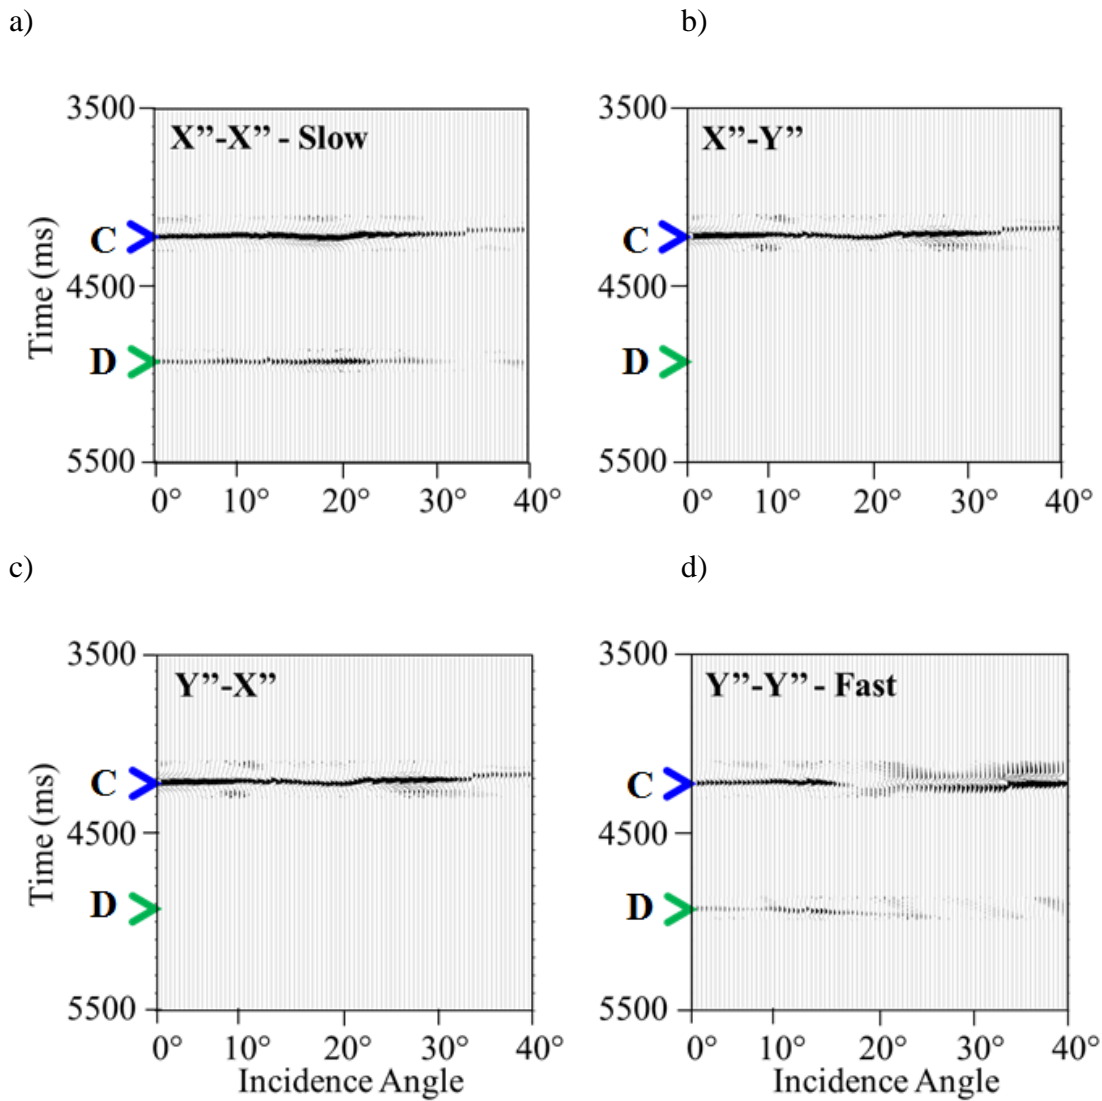 a)
b)
3500
X”-X” - Slow
C
4500
D
5500
Time (ms)
0° 10° 20° 30° 40°
3500
X”-Y”
C
4500
D
5500
0° 10° 20° 30° 40°
c)
d)
3500
Y”-X”
C
4500
D
5500
Time (ms)
0° 10° 20° 30° 40°
Incidence Angle
3500
Y”-Y” - Fast
C
4500
D
5500
0° 10° 20° 30° 40°
Incidence Angle